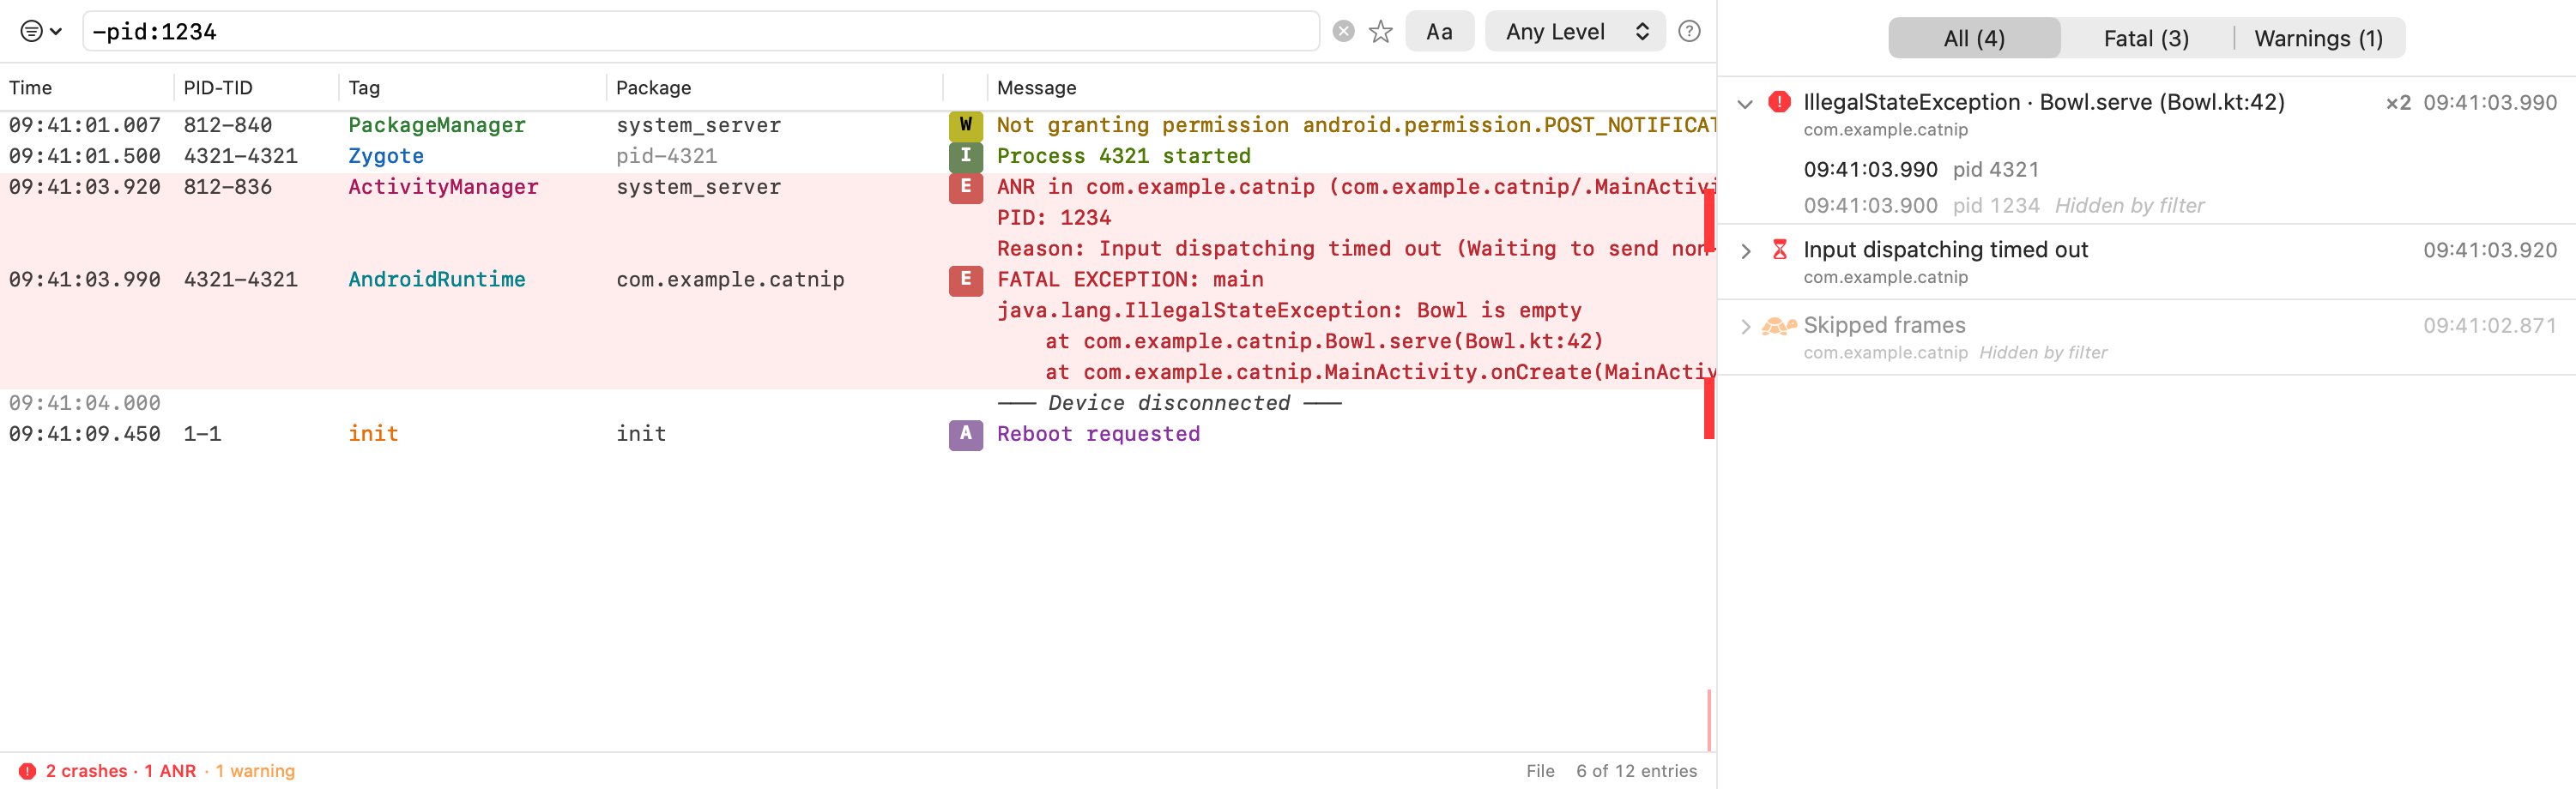 -pid:1234
Aa
Any Level
All (4)
Fatal (3)
Warnings (1)
Time PID-TID Tag Package Message
09:41:01.007 812-840 PackageManager system_server W Not granting permission android.permission.POST_NOTIFICAT
09:41:01.500 4321-4321 Zygote pid-4321 I Process 4321 started
09:41:03.920 812-836 ActivityManager system_server E ANR in com.example.catnip (com.example.catnip/.MainActivi
PID: 1234
Reason: Input dispatching timed out (Waiting to send non-
09:41:03.990 4321-4321 AndroidRuntime com.example.catnip E FATAL EXCEPTION: main
java.lang.IllegalStateException: Bowl is empty
at com.example.catnip.Bowl.serve(Bowl.kt:42)
at com.example.catnip.MainActivity.onCreate(MainActiv
09:41:04.000 —— Device disconnected ——
09:41:09.450 1-1 init init A Reboot requested
2 crashes · 1 ANR · 1 warning
File 6 of 12 entries
IllegalStateException · Bowl.serve (Bowl.kt:42) ×2 09:41:03.990
com.example.catnip
09:41:03.990 pid 4321
09:41:03.900 pid 1234 Hidden by filter
Input dispatching timed out 09:41:03.920
com.example.catnip
Skipped frames 09:41:02.871
com.example.catnip Hidden by filter